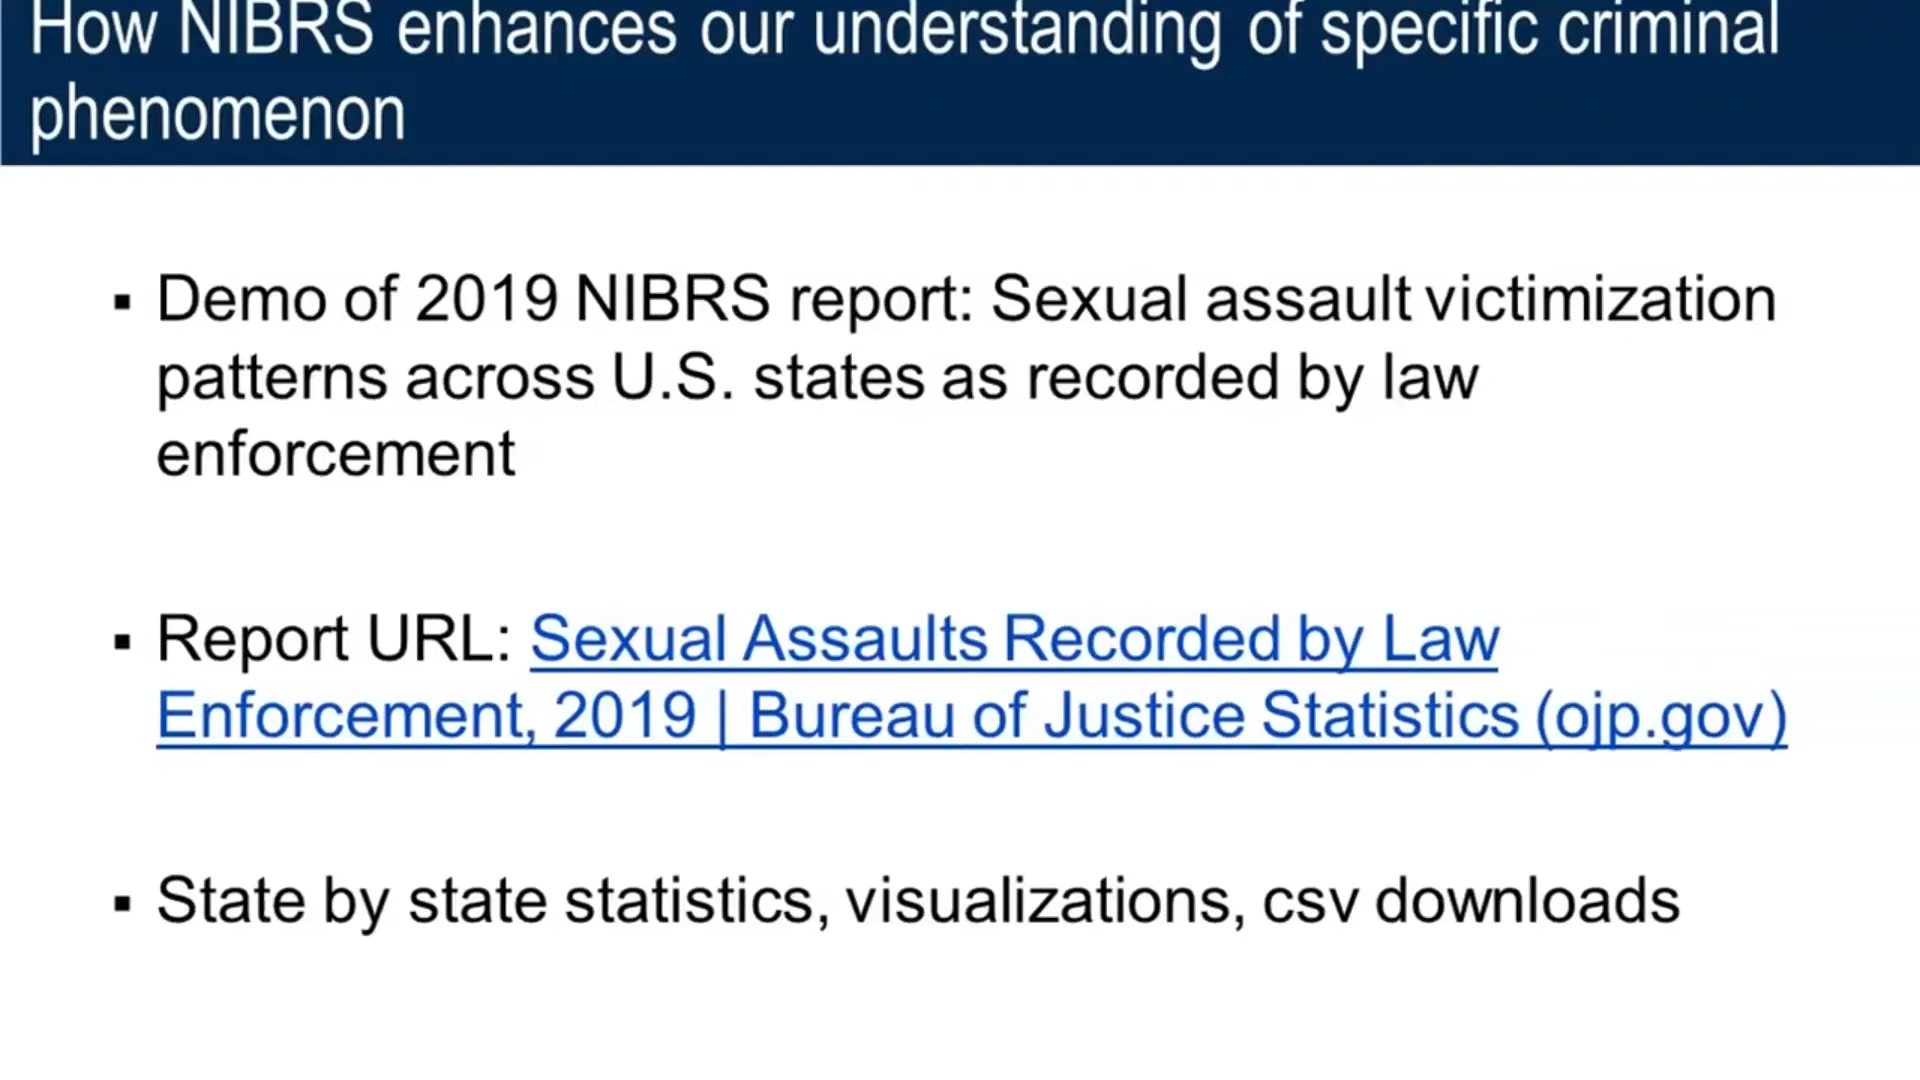 How NIBRS enhances our understanding of specific criminal
phenomenon
▪ Demo of 2019 NIBRS report: Sexual assault victimization
patterns across U.S. states as recorded by law
enforcement
▪ Report URL: Sexual Assaults Recorded by Law
Enforcement, 2019 | Bureau of Justice Statistics (ojp.gov)
▪ State by state statistics, visualizations, csv downloads